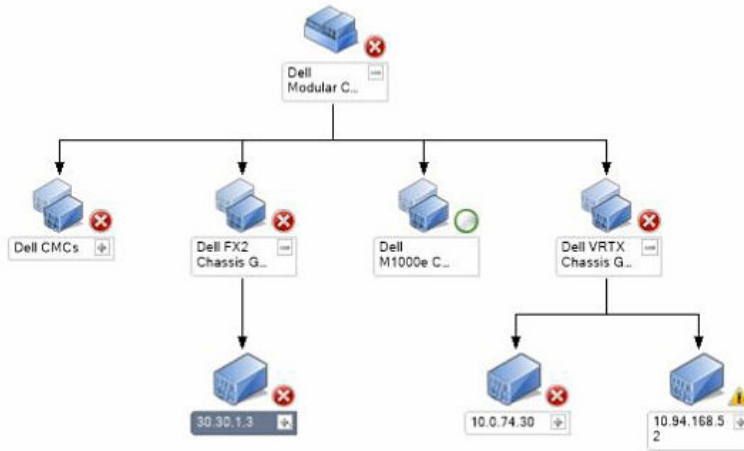 Dell
Modular C...
Dell CMCs
Dell FX2
Chassis G...
Dell
M1000e C...
Dell VRTX
Chassis G...
30.30.1.3
10.0.74.30
10.94.168.5
2